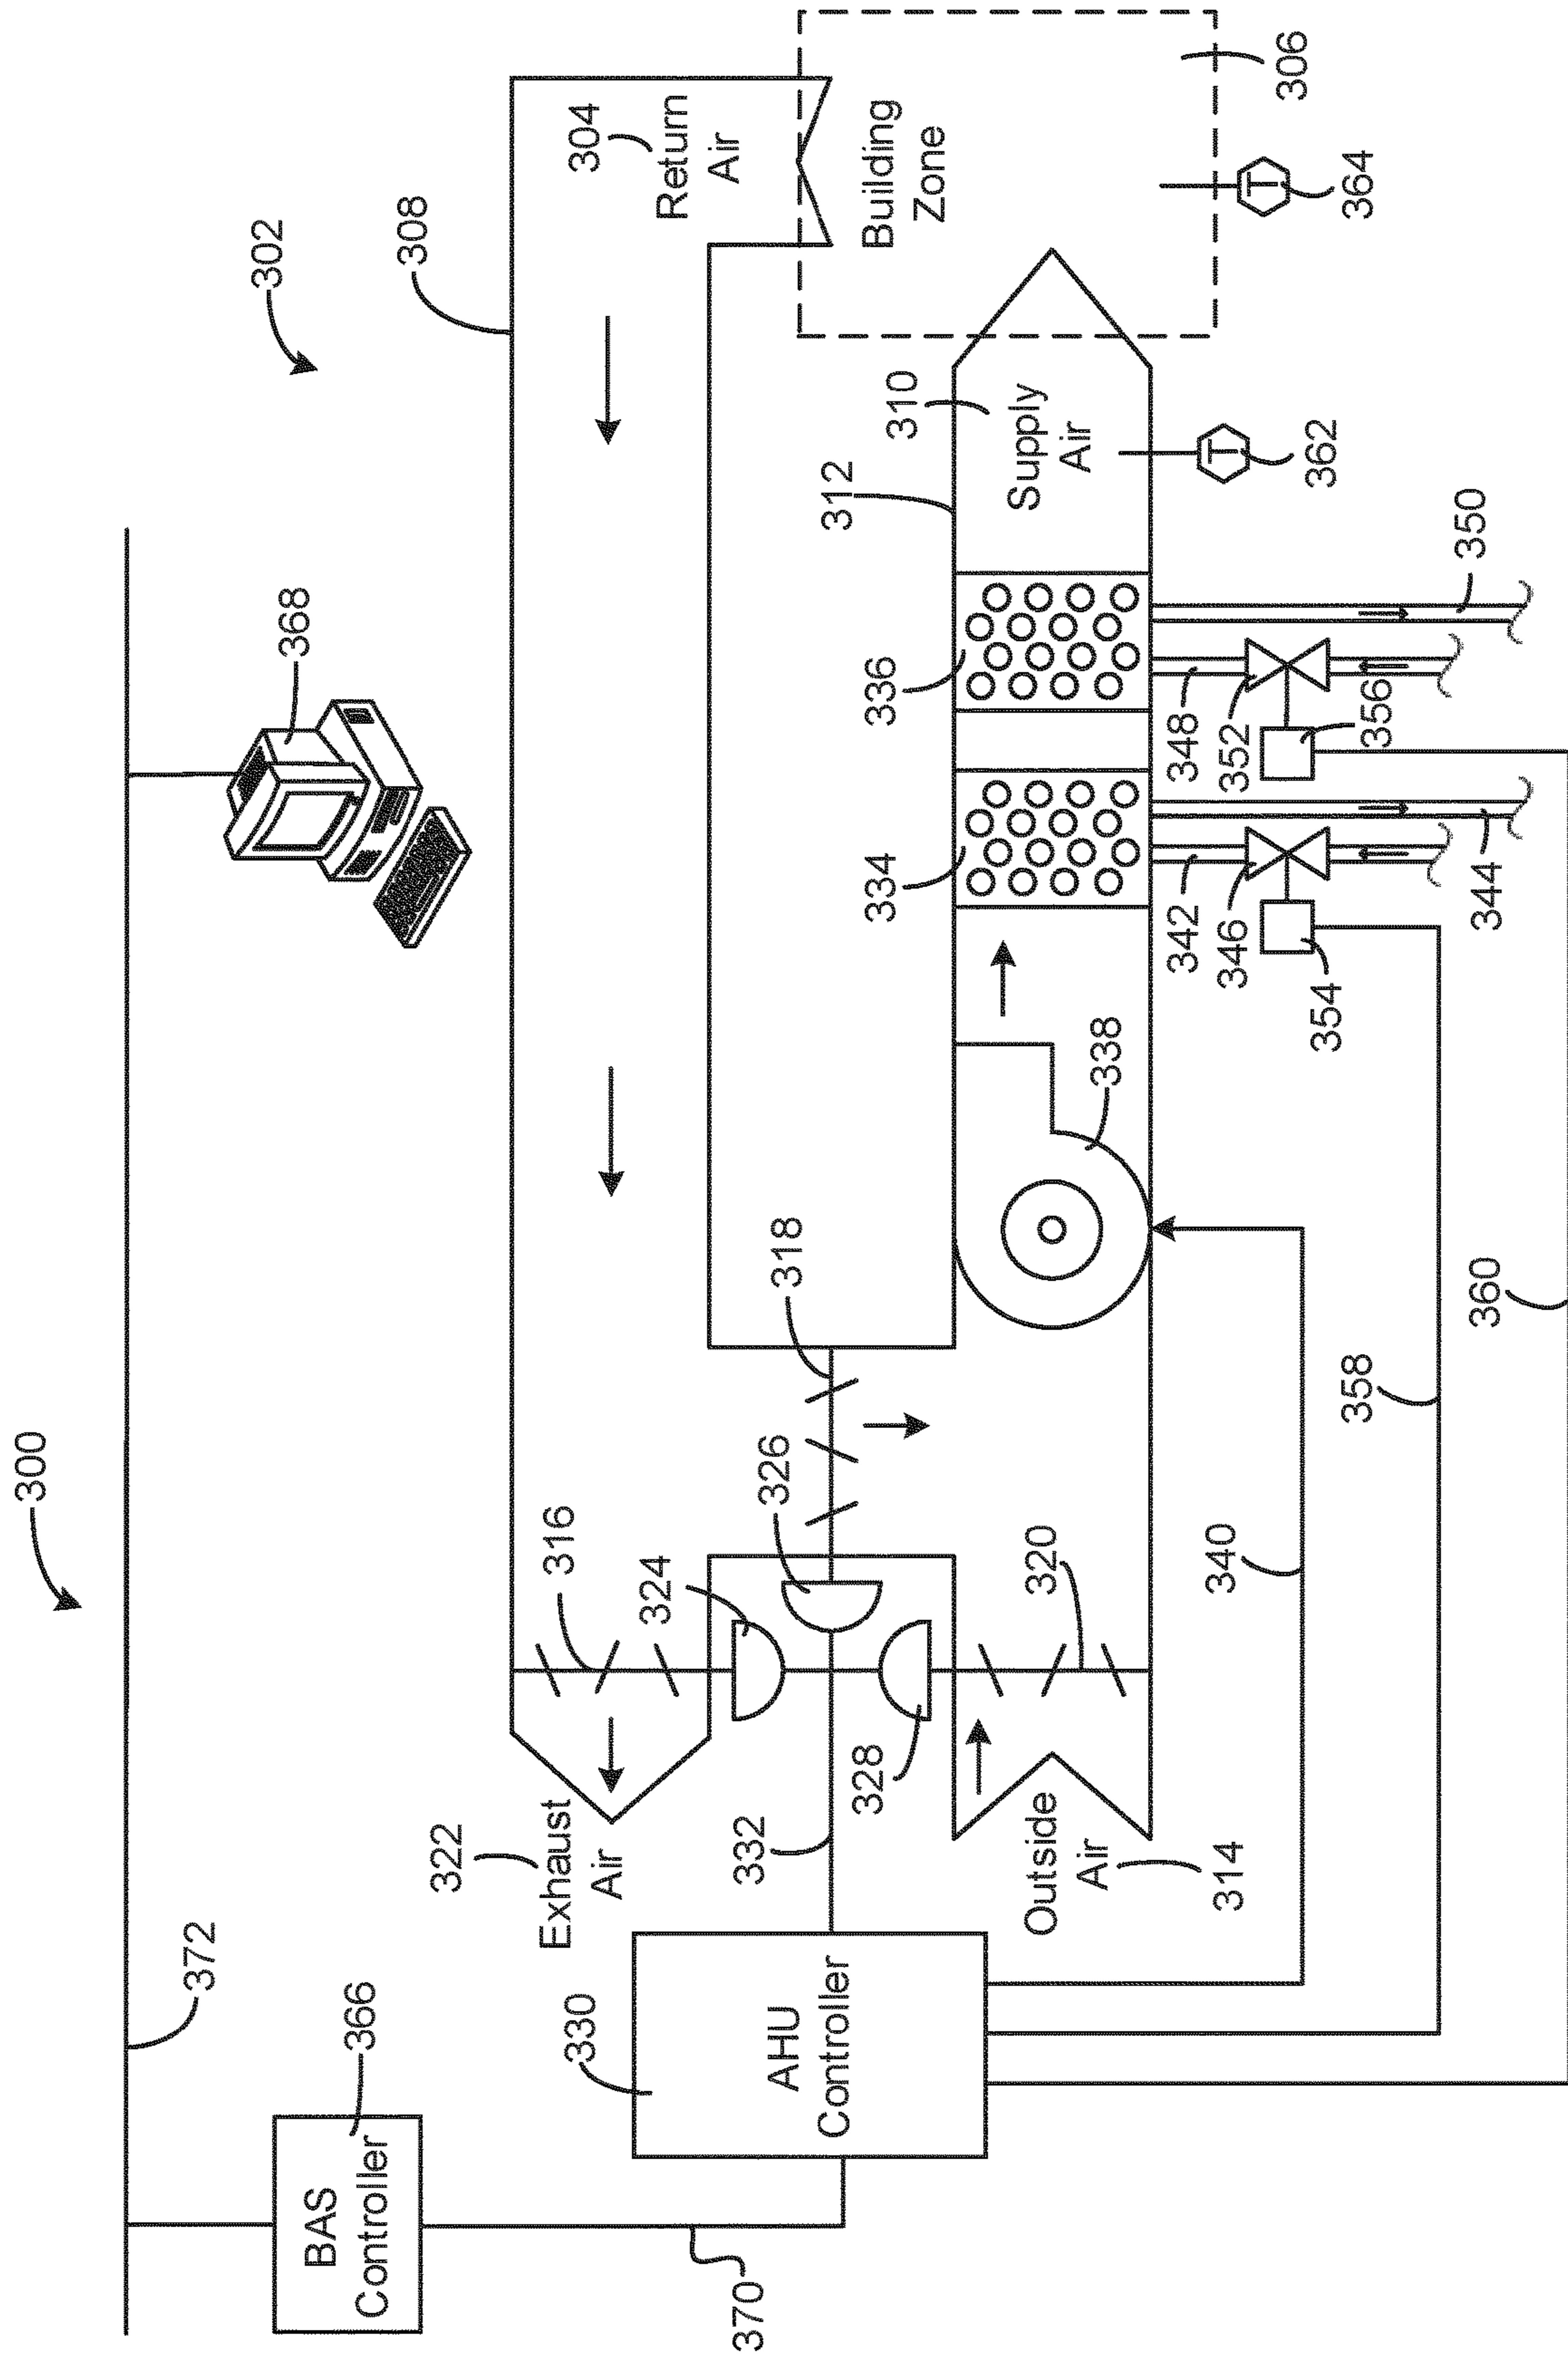 300
372
366
BAS
Controller
370
368
302
308
304
Return
Air
Building
Zone
306
364
322
Exhaust
Air
316
324
326
318
330
AHU
Controller
332
328
320
Outside
Air
314
338
334
336
312
310
Supply
Air
362
342
346
354
344
348
352
356
350
340
358
360
T
T